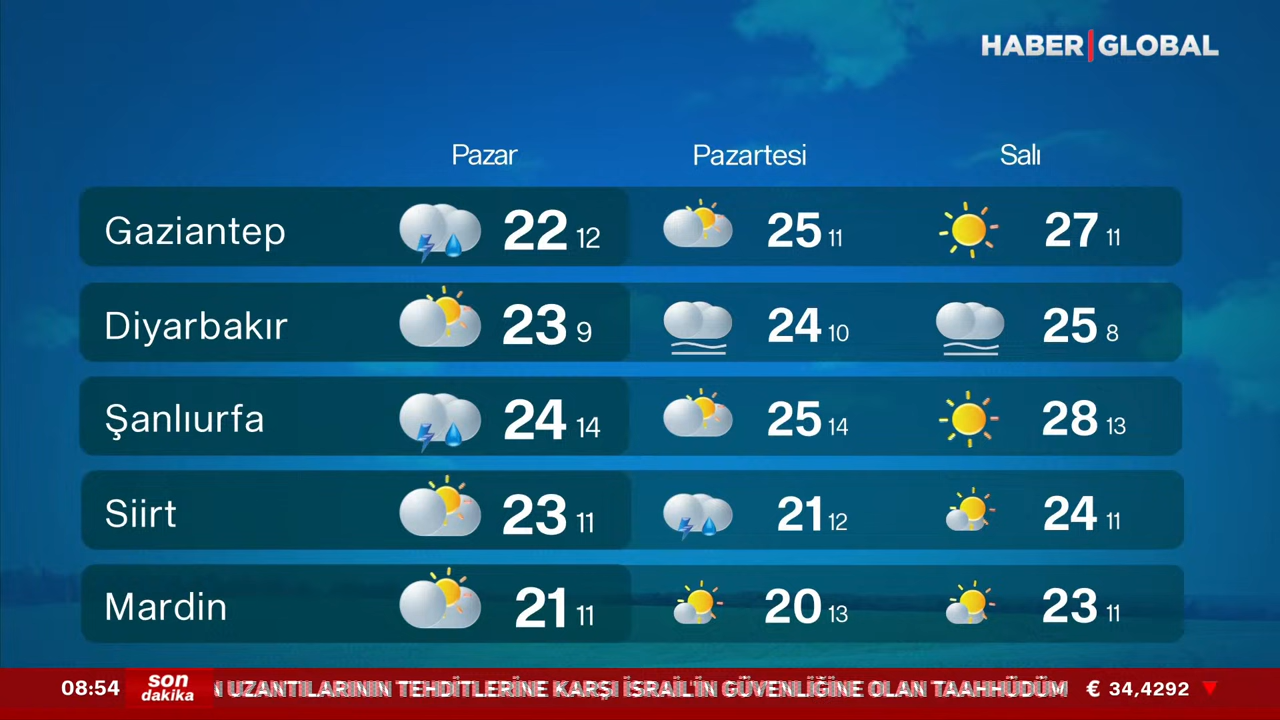 HABER|GLOBAL
Pazar Pazartesi Salı
Gaziantep 22 12 25 11 27 11
Diyarbakır 23 9 24 10 25 8
Şanlıurfa 24 14 25 14 28 13
Siirt 23 11 21 12 24 11
Mardin 21 11 20 13 23 11
08:54 son dakika N UZANTILARININ TEHDİTLERİNE KARŞI İSRAİL'İN GÜVENLİĞİNE OLAN TAAHHÜDÜM € 34,4292